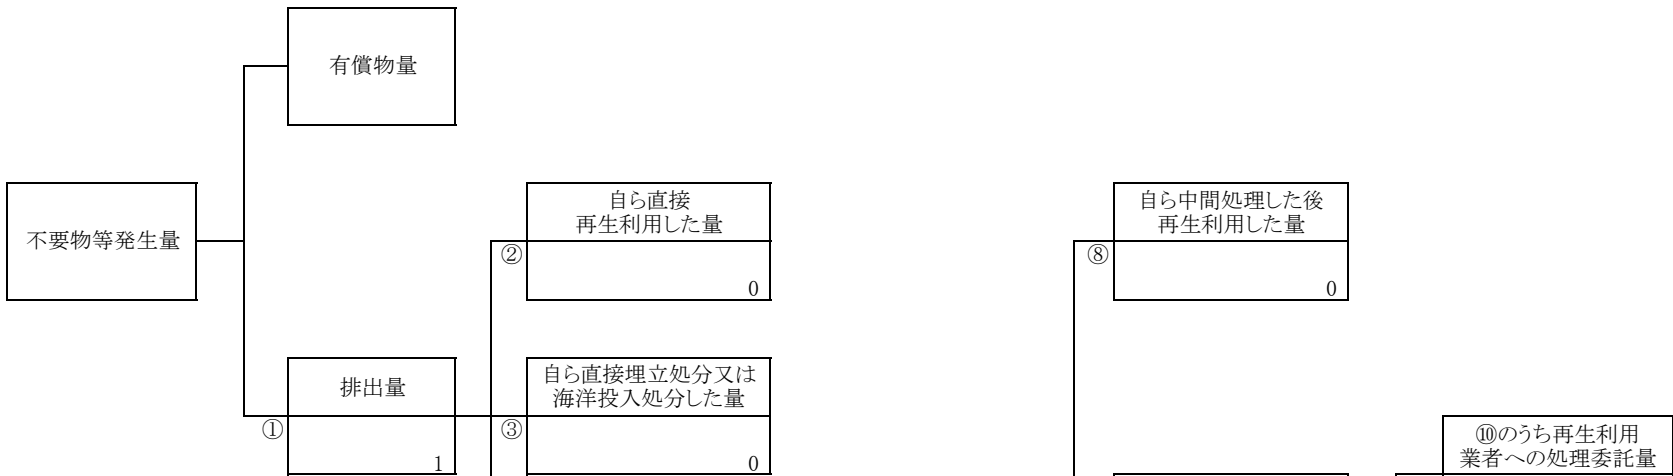 有償物量
不要物等発生量
自ら直接
再生利用した量
②
0
自ら中間処理した後
再生利用した量
⑧
0
排出量
①
1
自ら直接埋立処分又は
海洋投入処分した量
③
0
⑩のうち再生利用
業者への処理委託量